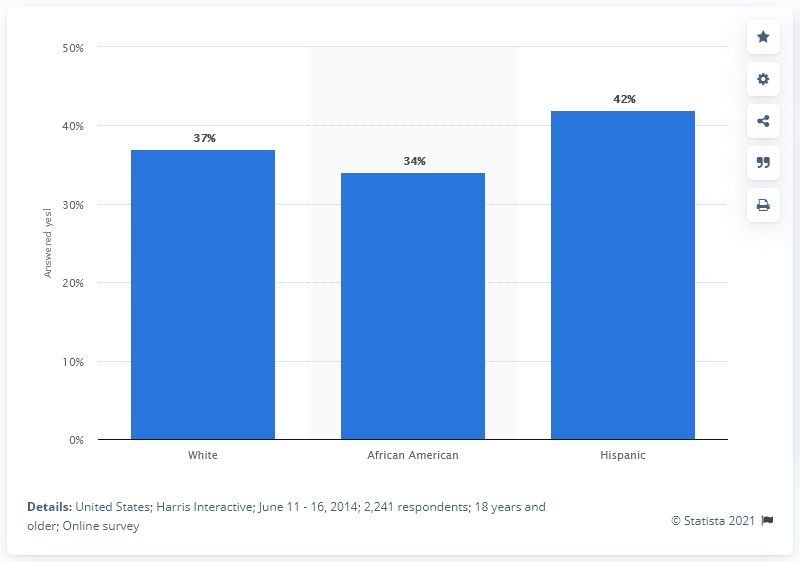 50%
40%
30%
20%
10%
0%
Answered yes!
37%
34%
42%
White
African American
Hispanic
Details: United States; Harris Interactive; June 11 - 16, 2014; 2,241 respondents; 18 years and
older; Online survey
© Statista 2021